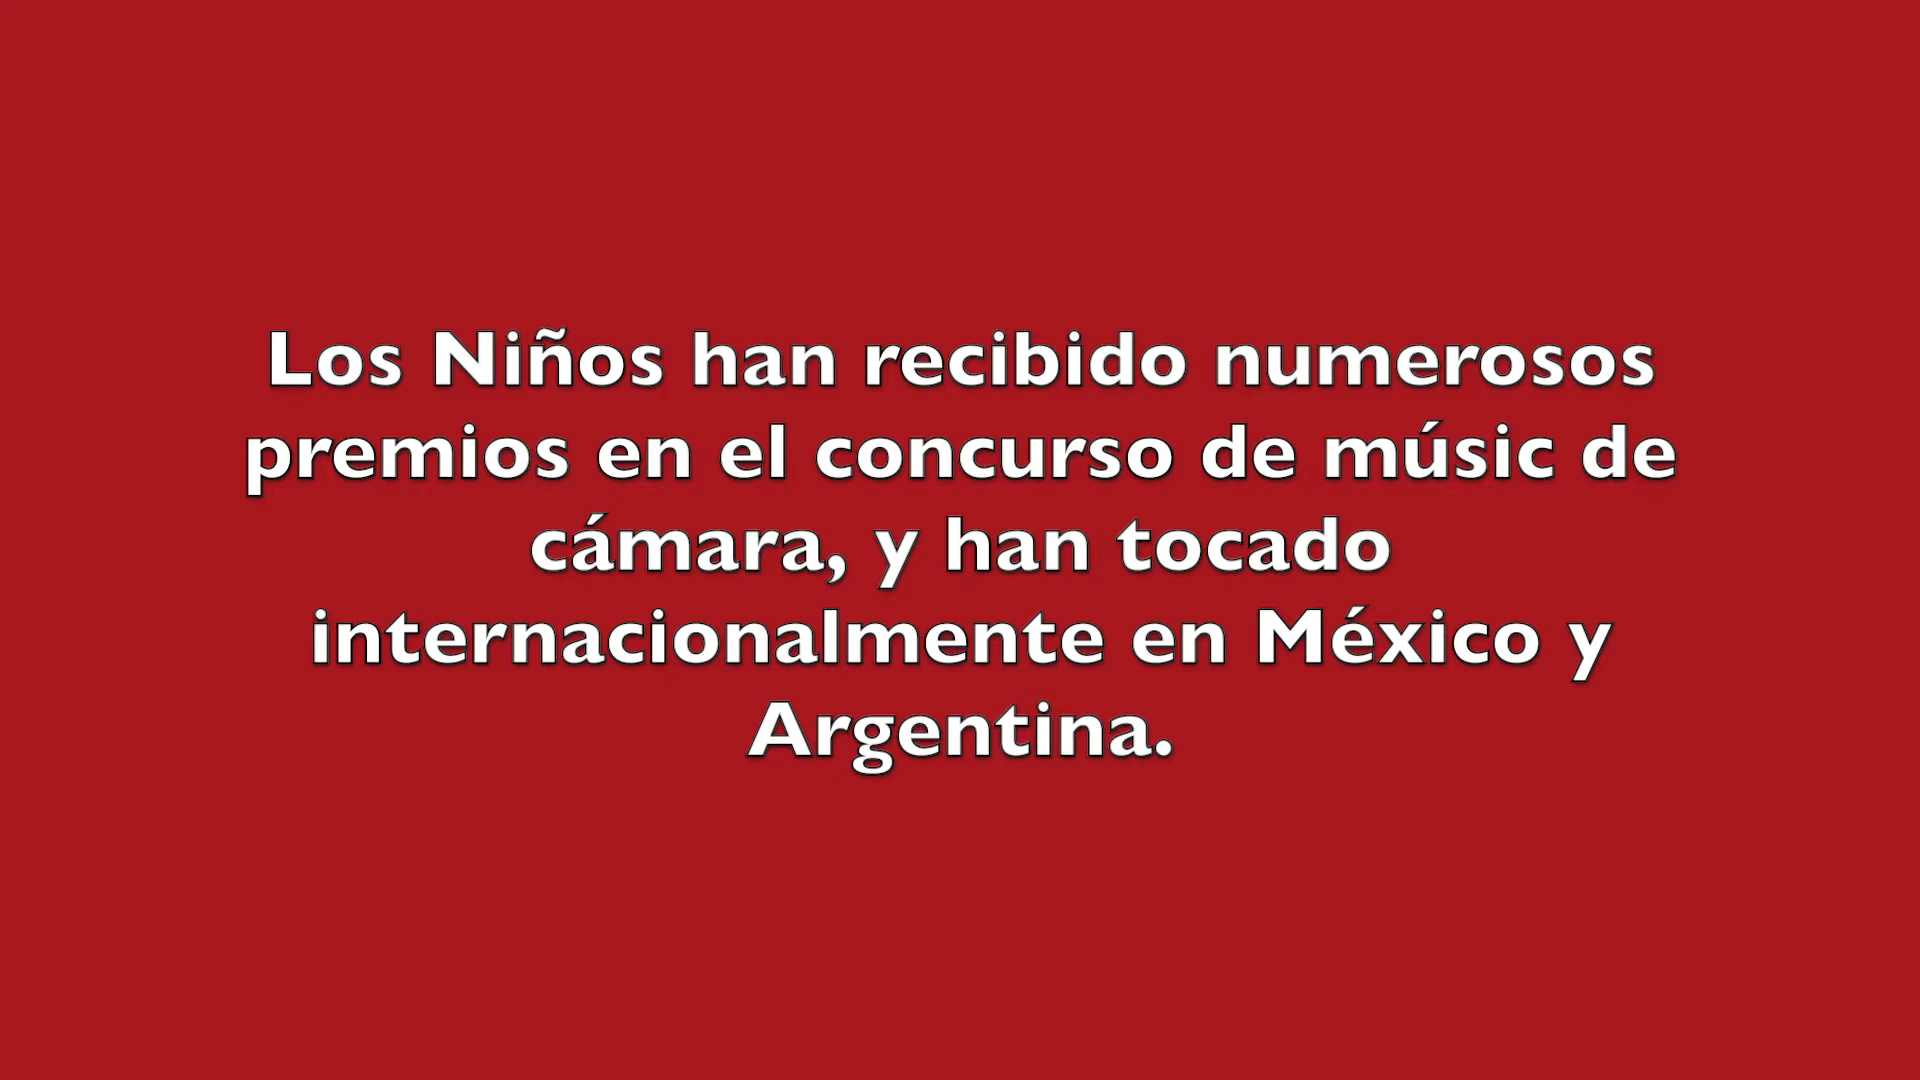 Los Niños han recibido numerosos
premios en el concurso de músic de
cámara, y han tocado
internacionalmente en México y
Argentina.